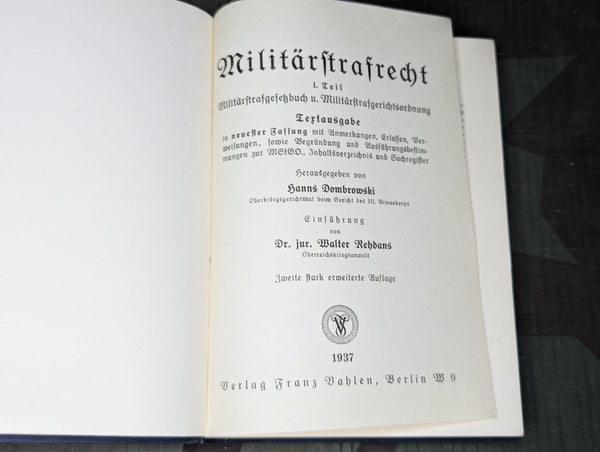 Militärstrafrecht
I. Teil
Militärstrafgesetzbuch u. Militärstrafgerichtsordnung
Textausgabe
in neuester Fassung mit Anmerkungen, Erlassen, Ver-
weisungen, sowie Begründung und Ausführungsbestim-
mungen zur MStGO., Inhaltsverzeichnis und Sachregister
Herausgegeben von
Hanns Dombrowski
Oberkriegsgerichtsrat beim Gericht des III. Armeekorps
Einführung
von
Dr. jur. Walter Rehdans
Oberreichskriegsanwalt
Zweite stark erweiterte Auflage
1937
Verlag Franz Vahlen, Berlin W 9